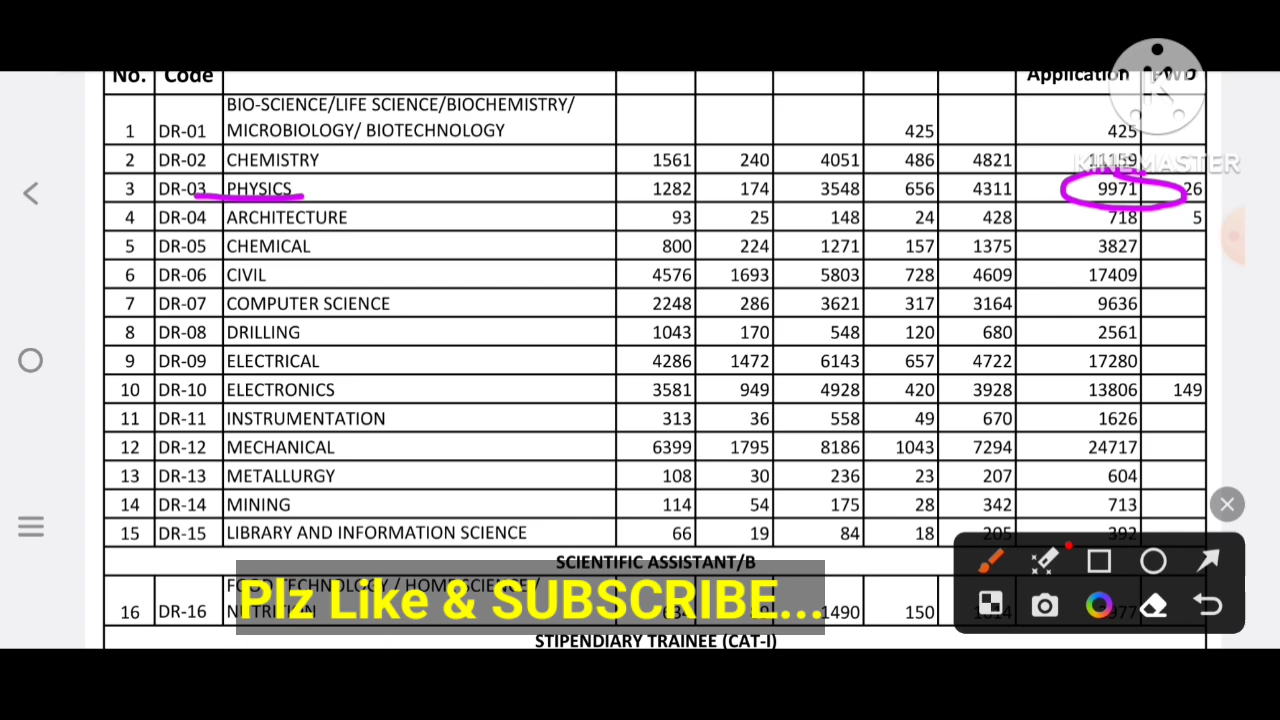 No. Code Application PWD
BIO-SCIENCE/LIFE SCIENCE/BIOCHEMISTRY/
1 DR-01 MICROBIOLOGY/ BIOTECHNOLOGY 425 425
2 DR-02 CHEMISTRY 1561 240 4051 486 4821 11159
KINEMASTER
3 DR-03 PHYSICS 1282 174 3548 656 4311 9971 26
4 DR-04 ARCHITECTURE 93 25 148 24 428 718 5
5 DR-05 CHEMICAL 800 224 1271 157 1375 3827
6 DR-06 CIVIL 4576 1693 5803 728 4609 17409
7 DR-07 COMPUTER SCIENCE 2248 286 3621 317 3164 9636
8 DR-08 DRILLING 1043 170 548 120 680 2561
9 DR-09 ELECTRICAL 4286 1472 6143 657 4722 17280
10 DR-10 ELECTRONICS 3581 949 4928 420 3928 13806 149
11 DR-11 INSTRUMENTATION 313 36 558 49 670 1626
12 DR-12 MECHANICAL 6399 1795 8186 1043 7294 24717
13 DR-13 METALLURGY 108 30 236 23 207 604
14 DR-14 MINING 114 54 175 28 342 713
15 DR-15 LIBRARY AND INFORMATION SCIENCE 66 19 84 18 205 392
SCIENTIFIC ASSISTANT/B
FOOD TECHNOLOGY / HOME SCIENCE /
16 DR-16 NUTRITION 1490 150
Plz Like & SUBSCRIBE...
STIPENDIARY TRAINEE (CAT-I)